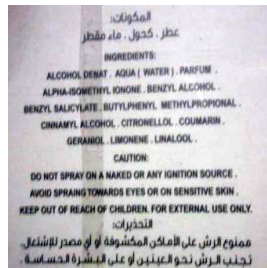 المكونات:
عطر . كحول . ماء مقطر
INGREDIENTS:
ALCOHOL DENAT . AQUA ( WATER ) . PARFUM .
ALPHA-ISOMETHYL IONONE . BENZYL ALCOHOL .
BENZYL SALICYLATE . BUTYLPHENYL METHYLPROPIONAL .
CINNAMYL ALCOHOL . CITRONELLOL . COUMARIN .
GERANIOL . LIMONENE . LINALOOL .
CAUTION:
DO NOT SPRAY ON A NAKED OR ANY IGNITION SOURCE .
AVOID SPRAING TOWARDS EYES OR ON SENSITIVE SKIN .
KEEP OUT OF REACH OF CHILDREN. FOR EXTERNAL USE ONLY.
التحذيرات:
ممنوع الرش على الأماكن المكشوفة أو أي مصدر للإشتعال.
تجنب الرش نحو العينين أو على البشرة الحساسة .